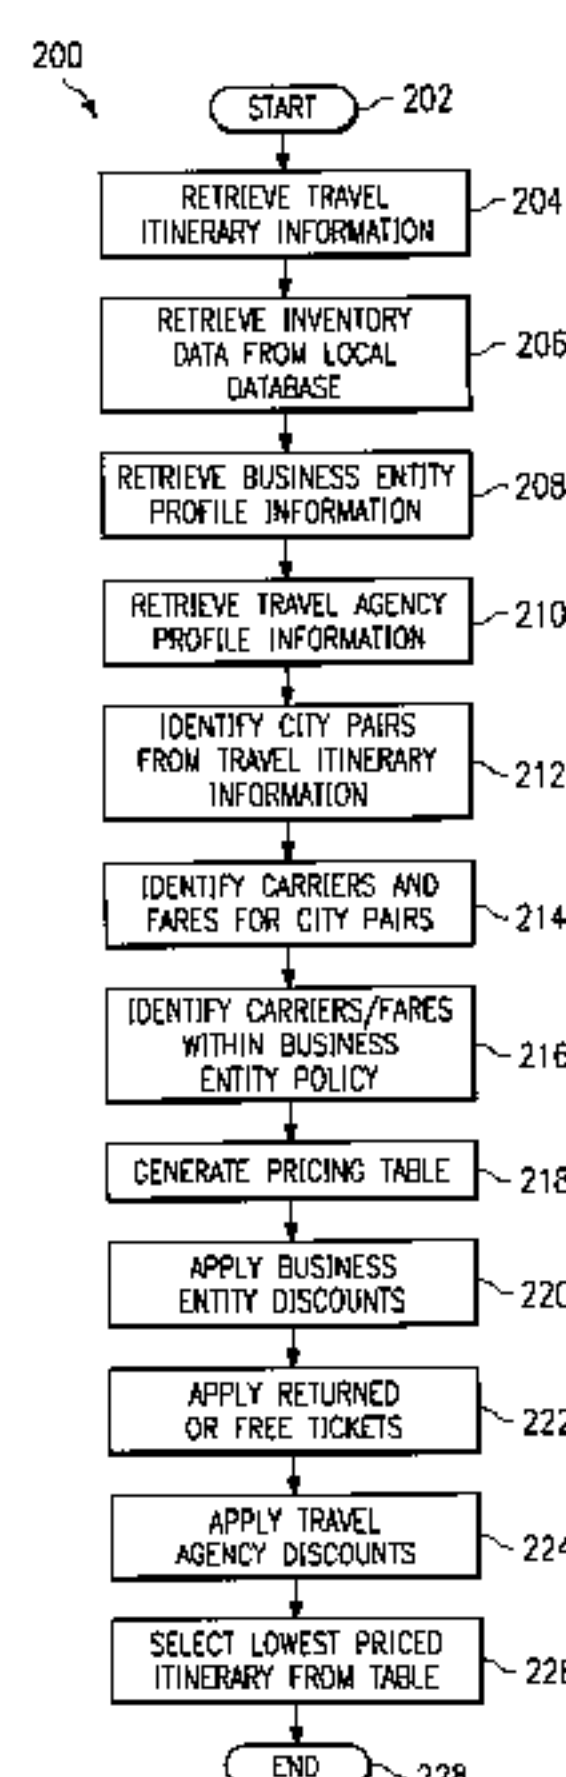 200
START
202
RETRIEVE TRAVEL
ITINERARY INFORMATION
204
RETRIEVE INVENTORY
DATA FROM LOCAL
DATABASE
206
RETRIEVE BUSINESS ENTITY
PROFILE INFORMATION
208
RETRIEVE TRAVEL AGENCY
PROFILE INFORMATION
210
IDENTIFY CITY PAIRS
FROM TRAVEL ITINERARY
INFORMATION
212
IDENTIFY CARRIERS AND
FARES FOR CITY PAIRS
214
IDENTIFY CARRIERS/FARES
WITHIN BUSINESS
ENTITY POLICY
216
GENERATE PRICING TABLE
218
APPLY BUSINESS
ENTITY DISCOUNTS
220
APPLY RETURNED
OR FREE TICKETS
222
APPLY TRAVEL
AGENCY DISCOUNTS
224
SELECT LOWEST PRICED
ITINERARY FROM TABLE
226
END
228